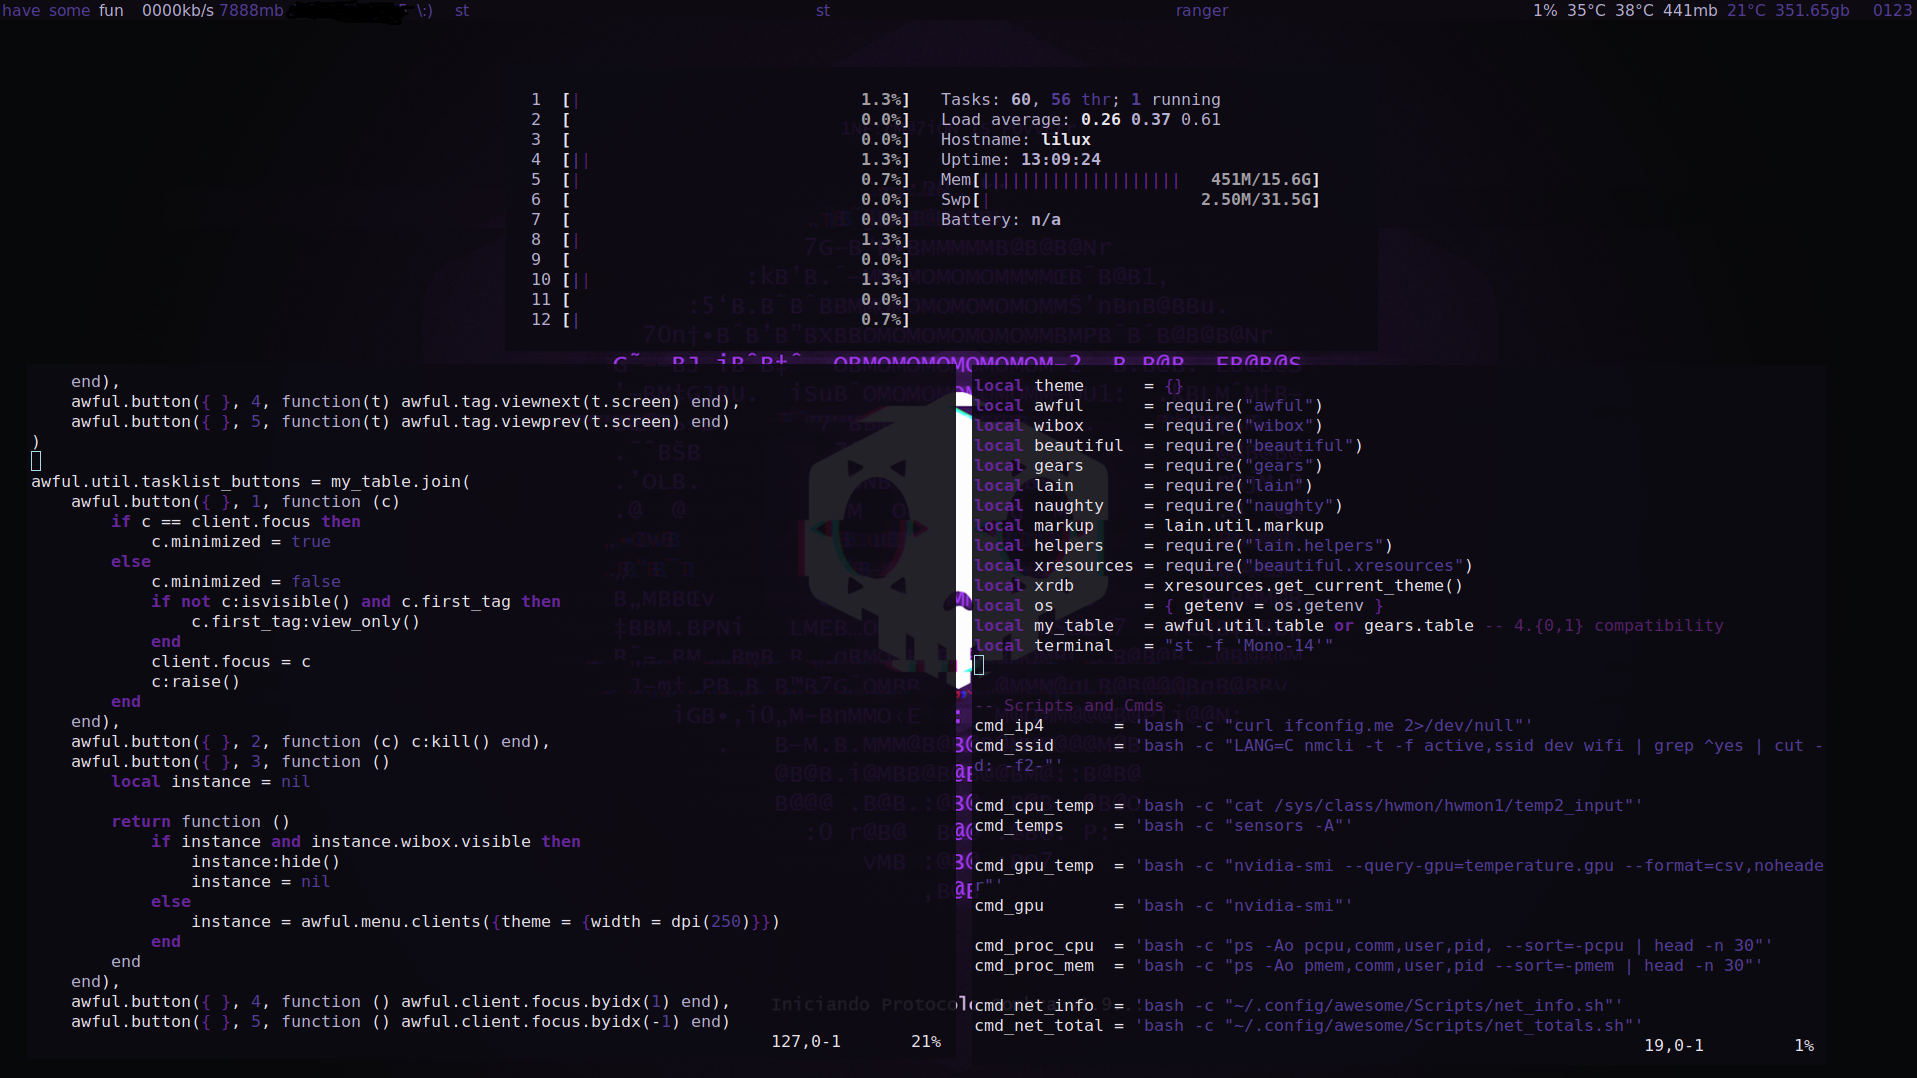 have some fun 0000kb/s 7888mb \:) st st ranger 1% 35°C 38°C 441mb 21°C 351.65gb 0123
1 [| 1.3%] Tasks: 60, 56 thr; 1 running
2 [ 0.0%] Load average: 0.26 0.37 0.61
3 [ 0.0%] Hostname: lilux
4 [|| 1.3%] Uptime: 13:09:24
5 [| 0.7%] Mem[|||||||||||||||||||| 451M/15.6G]
6 [ 0.0%] Swp[| 2.50M/31.5G]
7 [ 0.0%] Battery: n/a
8 [| 1.3%]
9 [ 0.0%]
10 [|| 1.3%]
11 [ 0.0%]
12 [| 0.7%]
end),
awful.button({ }, 4, function(t) awful.tag.viewnext(t.screen) end),
awful.button({ }, 5, function(t) awful.tag.viewprev(t.screen) end)
)
awful.util.tasklist_buttons = my_table.join(
awful.button({ }, 1, function (c)
if c == client.focus then
c.minimized = true
else
c.minimized = false
if not c:isvisible() and c.first_tag then
c.first_tag:view_only()
end
client.focus = c
c:raise()
end
end),
awful.button({ }, 2, function (c) c:kill() end),
awful.button({ }, 3, function ()
local instance = nil
return function ()
if instance and instance.wibox.visible then
instance:hide()
instance = nil
else
instance = awful.menu.clients({theme = {width = dpi(250)}})
end
end
end),
awful.button({ }, 4, function () awful.client.focus.byidx(1) end),
awful.button({ }, 5, function () awful.client.focus.byidx(-1) end)
127,0-1 21%
local theme = {}
local awful = require("awful")
local wibox = require("wibox")
local beautiful = require("beautiful")
local gears = require("gears")
local lain = require("lain")
local naughty = require("naughty")
local markup = lain.util.markup
local helpers = require("lain.helpers")
local xresources = require("beautiful.xresources")
local xrdb = xresources.get_current_theme()
local os = { getenv = os.getenv }
local my_table = awful.util.table or gears.table -- 4.{0,1} compatibility
local terminal = "st -f 'Mono-14'"
-- Scripts and Cmds
cmd_ip4 = 'bash -c "curl ifconfig.me 2>/dev/null"'
cmd_ssid = 'bash -c "LANG=C nmcli -t -f active,ssid dev wifi | grep ^yes | cut -
d: -f2-"'
cmd_cpu_temp = 'bash -c "cat /sys/class/hwmon/hwmon1/temp2_input"'
cmd_temps = 'bash -c "sensors -A"'
cmd_gpu_temp = 'bash -c "nvidia-smi --query-gpu=temperature.gpu --format=csv,noheade
r"'
cmd_gpu = 'bash -c "nvidia-smi"'
cmd_proc_cpu = 'bash -c "ps -Ao pcpu,comm,user,pid, --sort=-pcpu | head -n 30"'
cmd_proc_mem = 'bash -c "ps -Ao pmem,comm,user,pid --sort=-pmem | head -n 30"'
cmd_net_info = 'bash -c "~/.config/awesome/Scripts/net_info.sh"'
cmd_net_total = 'bash -c "~/.config/awesome/Scripts/net_totals.sh"'
19,0-1 1%
Iniciando Protocolo